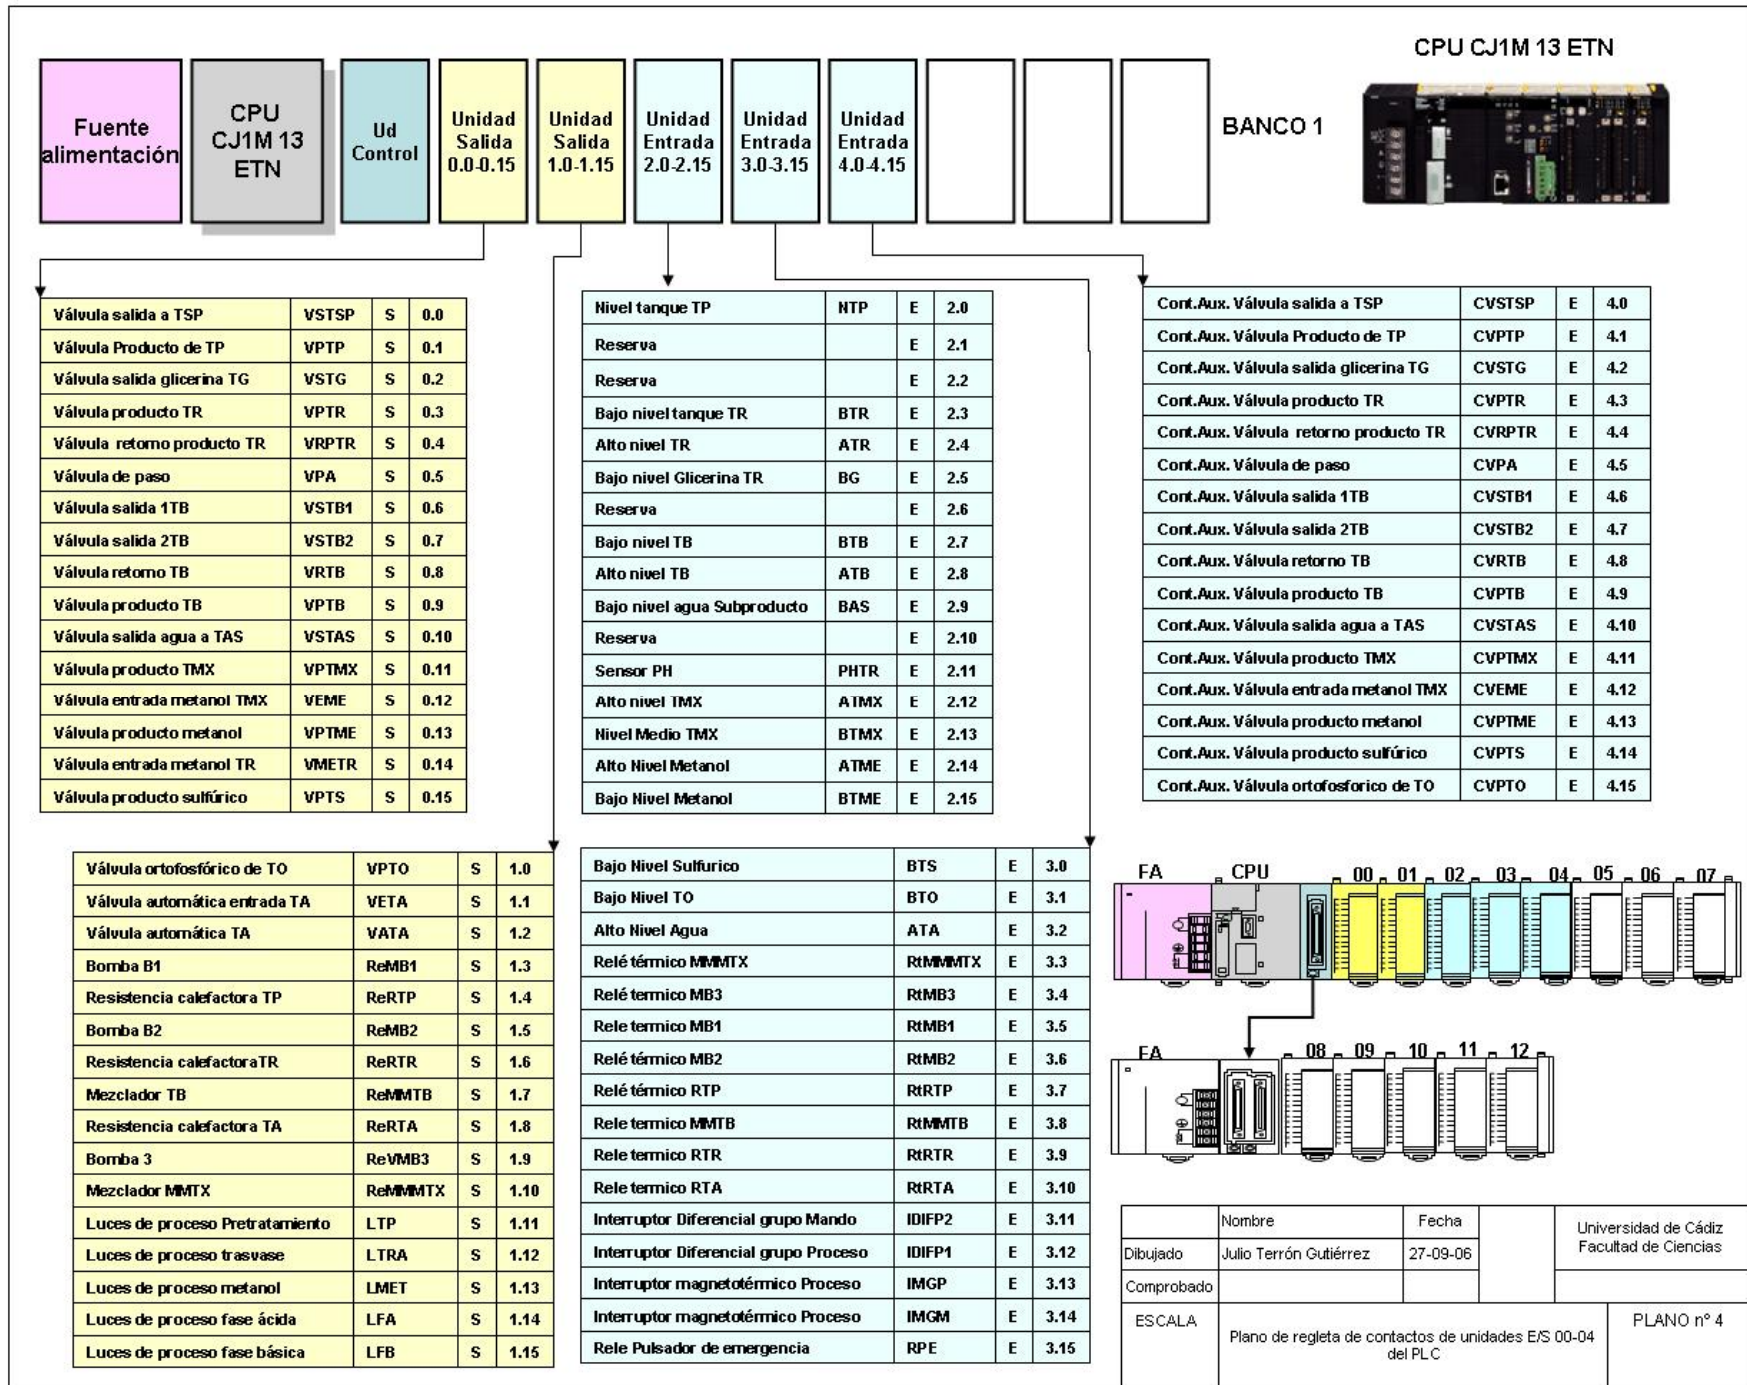 CPU CJ1M 13 ETN
Fuente
alimentación
CPU
CJ1M 13
ETN
Ud
Control
Unidad
Salida
0.0-0.15
Unidad
Salida
1.0-1.15
Unidad
Entrada
2.0-2.15
Unidad
Entrada
3.0-3.15
Unidad
Entrada
4.0-4.15
BANCO 1
Válvula salida a TSP VSTSP S 0.0
Válvula Producto de TP VPTP S 0.1
Válvula salida glicerina TG VSTG S 0.2
Válvula producto TR VPTR S 0.3
Válvula retorno producto TR VRPTR S 0.4
Válvula de paso VPA S 0.5
Válvula salida 1TB VSTB1 S 0.6
Válvula salida 2TB VSTB2 S 0.7
Válvula retorno TB VRTB S 0.8
Válvula producto TB VPTB S 0.9
Válvula salida agua a TAS VSTAS S 0.10
Válvula producto TMX VPTMX S 0.11
Válvula entrada metanol TMX VEME S 0.12
Válvula producto metanol VPTME S 0.13
Válvula entrada metanol TR VMETR S 0.14
Válvula producto sulfúrico VPTS S 0.15
Nivel tanque TP NTP E 2.0
Reserva E 2.1
Reserva E 2.2
Bajo nivel tanque TR BTR E 2.3
Alto nivel TR ATR E 2.4
Bajo nivel Glicerina TR BG E 2.5
Reserva E 2.6
Bajo nivel TB BTB E 2.7
Alto nivel TB ATB E 2.8
Bajo nivel agua Subproducto BAS E 2.9
Reserva E 2.10
Sensor PH PHTR E 2.11
Alto nivel TMX ATMX E 2.12
Nivel Medio TMX BTMX E 2.13
Alto Nivel Metanol ATME E 2.14
Bajo Nivel Metanol BTME E 2.15
Cont.Aux. Válvula salida a TSP CVSTSP E 4.0
Cont.Aux. Válvula Producto de TP CVPTP E 4.1
Cont.Aux. Válvula salida glicerina TG CVSTG E 4.2
Cont.Aux. Válvula producto TR CVPTR E 4.3
Cont.Aux. Válvula retorno producto TR CVRPTR E 4.4
Cont.Aux. Válvula de paso CVPA E 4.5
Cont.Aux. Válvula salida 1TB CVSTB1 E 4.6
Cont.Aux. Válvula salida 2TB CVSTB2 E 4.7
Cont.Aux. Válvula retorno TB CVRTB E 4.8
Cont.Aux. Válvula producto TB CVPTB E 4.9
Cont.Aux. Válvula salida agua a TAS CVSTAS E 4.10
Cont.Aux. Válvula producto TMX CVPTMX E 4.11
Cont.Aux. Válvula entrada metanol TMX CVEME E 4.12
Cont.Aux. Válvula producto metanol CVPTME E 4.13
Cont.Aux. Válvula producto sulfúrico CVPTS E 4.14
Cont.Aux. Válvula ortofosforico de TO CVPTO E 4.15
Válvula ortofosfórico de TO VPTO S 1.0
Válvula automática entrada TA VETA S 1.1
Válvula automática TA VATA S 1.2
Bomba B1 ReMB1 S 1.3
Resistencia calefactora TP ReRTP S 1.4
Bomba B2 ReMB2 S 1.5
Resistencia calefactoraTR ReRTR S 1.6
Mezclador TB ReMMTB S 1.7
Resistencia calefactora TA ReRTA S 1.8
Bomba 3 ReVMB3 S 1.9
Mezclador MMTX ReMMMTX S 1.10
Luces de proceso Pretratamiento LTP S 1.11
Luces de proceso trasvase LTRA S 1.12
Luces de proceso metanol LMET S 1.13
Luces de proceso fase ácida LFA S 1.14
Luces de proceso fase básica LFB S 1.15
Bajo Nivel Sulfurico BTS E 3.0
Bajo Nivel TO BTO E 3.1
Alto Nivel Agua ATA E 3.2
Relé térmico MMMTX RtMMMTX E 3.3
Relé termico MB3 RtMB3 E 3.4
Rele termico MB1 RtMB1 E 3.5
Relé térmico MB2 RtMB2 E 3.6
Relé térmico RTP RtRTP E 3.7
Rele termico MMTB RtMMTB E 3.8
Rele termico RTR RtRTR E 3.9
Rele termico RTA RtRTA E 3.10
Interruptor Diferencial grupo Mando IDIFP2 E 3.11
Interruptor Diferencial grupo Proceso IDIFP1 E 3.12
Interruptor magnetotérmico Proceso IMGP E 3.13
Interruptor magnetotérmico Proceso IMGM E 3.14
Rele Pulsador de emergencia RPE E 3.15
FA CPU 00 01 02 03 04 05 06 07
FA 08 09 10 11 12
Nombre Fecha
Universidad de Cádiz
Facultad de Ciencias
Dibujado Julio Terrón Gutiérrez 27-09-06
Comprobado
ESCALA
Plano de regleta de contactos de unidades E/S 00-04
del PLC
PLANO nº 4